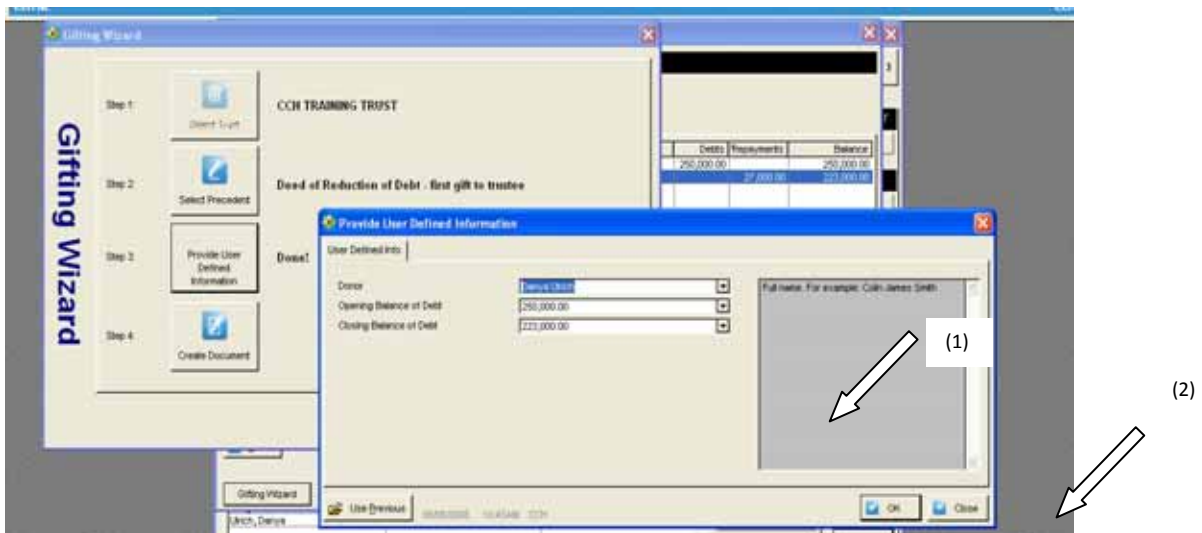 Gifting Wizard
Gifting Wizard
Step 1
Select Trust
CCH TRAINING TRUST
Step 2
Select Precedent
Deed of Reduction of Debt - first gift to trustee
Step 3
Provide User
Defined
Information
Done!
Step 4
Create Document
Debits Repayments Balance
250,000.00 250,000.00
27,000.00 223,000.00
Provide User Defined Information
User Defined Info
Donor
Danya Ulrich
Opening Balance of Debt
250,000.00
Closing Balance of Debt
223,000.00
Full name. For example: Colin James Smith
(1)
(2)
Use Previous
OK
Close
Gifting Wizard
Ulrich, Danya